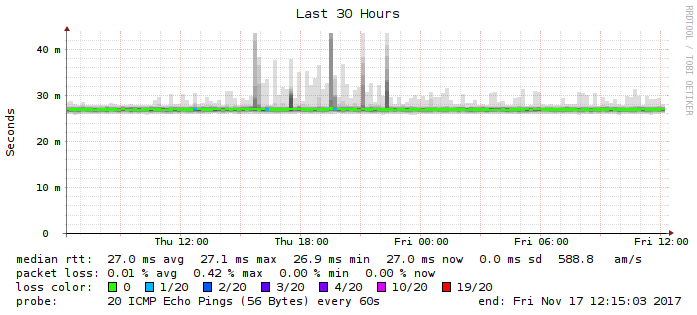 Last 30 Hours
RRDTOOL / TOBI OETIKER
Seconds
40 m
30 m
20 m
10 m
0
Thu 12:00 Thu 18:00 Fri 00:00 Fri 06:00 Fri 12:00
median rtt: 27.0 ms avg 27.1 ms max 26.9 ms min 27.0 ms now 0.0 ms sd 588.8 am/s
packet loss: 0.01 % avg 0.42 % max 0.00 % min 0.00 % now
loss color: 0 1/20 2/20 3/20 4/20 10/20 19/20
probe: 20 ICMP Echo Pings (56 Bytes) every 60s end: Fri Nov 17 12:15:03 2017